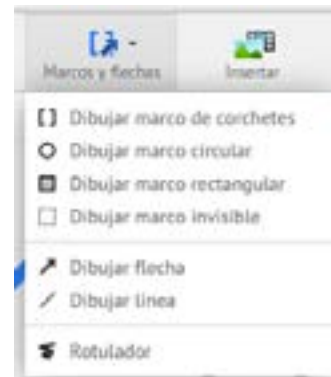 Marcos y flechas
Insertar
Dibujar marco de corchetes
Dibujar marco circular
Dibujar marco rectangular
Dibujar marco invisible
Dibujar flecha
Dibujar línea
Rotulador